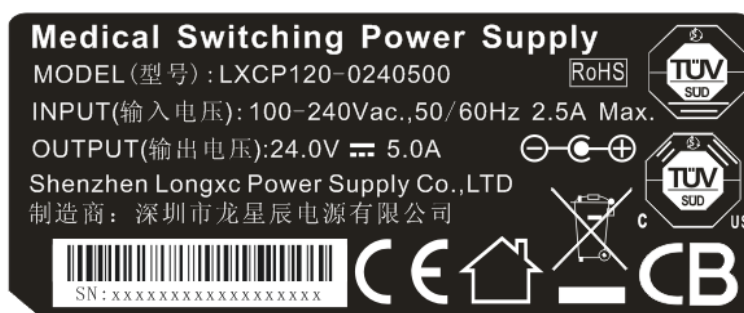 Medical Switching Power Supply
MODEL(型号):LXCP120-0240500
RoHS
TÜV
SÜD
INPUT(输入电压):100-240Vac.,50/60Hz 2.5A Max.
OUTPUT(输出电压):24.0V ⎓ 5.0A
TÜV
SÜD
C US
Shenzhen Longxc Power Supply Co.,LTD
制造商：深圳市龙星辰电源有限公司
SN:xxxxxxxxxxxxxxxxxx
CE
CB